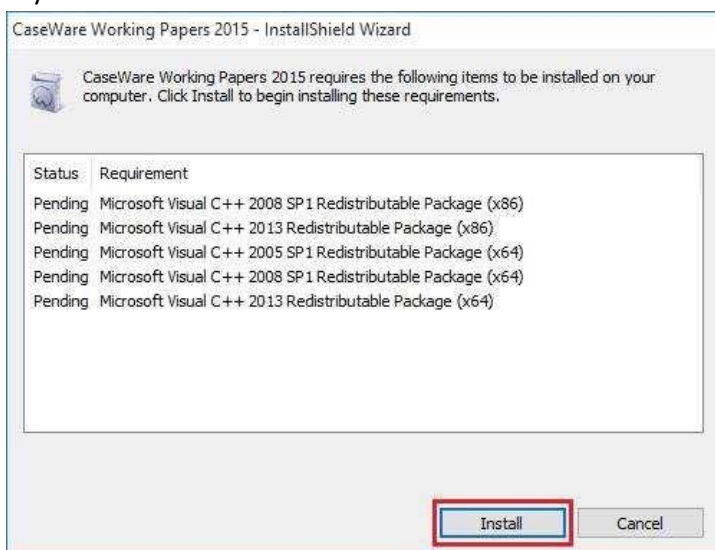 CaseWare Working Papers 2015 - InstallShield Wizard
CaseWare Working Papers 2015 requires the following items to be installed on your
computer. Click Install to begin installing these requirements.
Status Requirement
Pending Microsoft Visual C++ 2008 SP1 Redistributable Package (x86)
Pending Microsoft Visual C++ 2013 Redistributable Package (x86)
Pending Microsoft Visual C++ 2005 SP1 Redistributable Package (x64)
Pending Microsoft Visual C++ 2008 SP1 Redistributable Package (x64)
Pending Microsoft Visual C++ 2013 Redistributable Package (x64)
Install Cancel